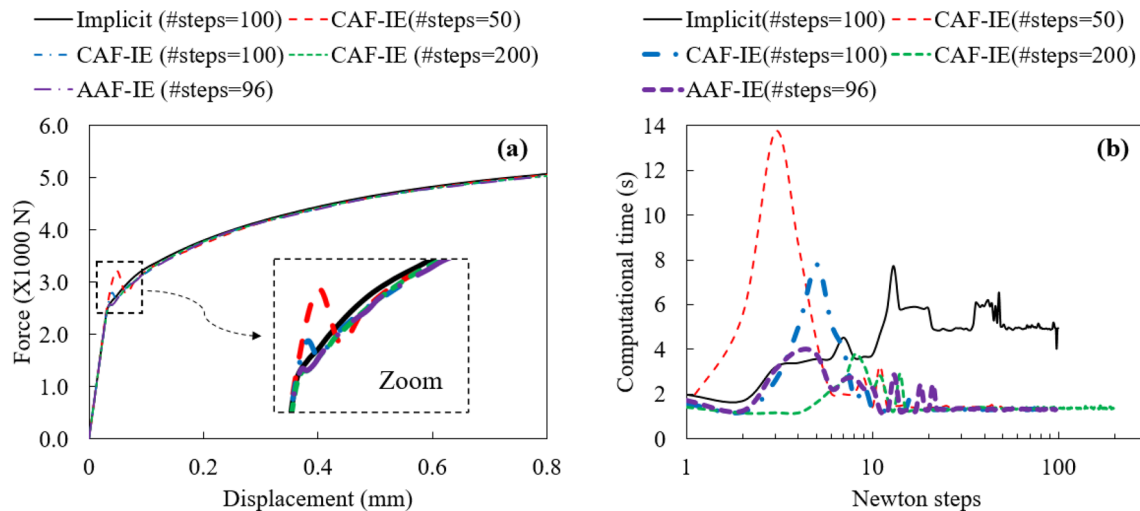 Implicit (#steps=100) CAF-IE(#steps=50)
CAF-IE (#steps=100) CAF-IE (#steps=200)
AAF-IE (#steps=96)
6.0
5.0
4.0
3.0
2.0
1.0
0.0
Force (X1000 N)
(a)
Zoom
0 0.2 0.4 0.6 0.8
Displacement (mm)
Implicit(#steps=100) CAF-IE(#steps=50)
CAF-IE(#steps=100) CAF-IE(#steps=200)
AAF-IE(#steps=96)
14
12
10
8
6
4
2
0
Computational time (s)
(b)
1 10 100
Newton steps